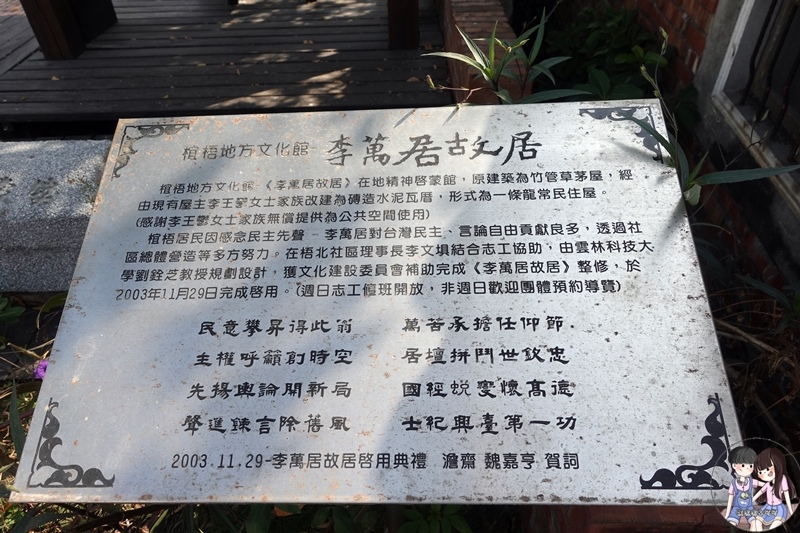 椬梧地方文化館-李萬居故居
椬梧地方文化館-《李萬居故居》在地精神啓蒙館，原建築為竹管草茅屋，經
由現有屋主李王鬱女士家族改建為磚造水泥瓦厝，形式為一條龍常民住屋。
(感謝李王鬱女士家族無償提供為公共空間使用)
椬梧居民因感念民主先聲－李萬居對台灣民主、言論自由貢獻良多，透過社
區總體營造等多方努力。在梧北社區理事長李文填結合志工協助，由雲林科技大
學劉銓芝教授規劃設計，獲文化建設委員會補助完成《李萬居故居》整修，於
2003年11月29日完成啓用。(週日志工值班開放，非週日歡迎團體預約導覽)
民意攀昇得此翁 萬苦承擔任仰節.
主權呼籲創時空 居壇拼鬥世欽忠
先揚輿論開新局 國經蛻變懷高德
聲進諫言除舊風 士紀興臺第一功
2003.11.29-李萬居故居啓用典禮 澹齋 魏嘉亨 賀詞